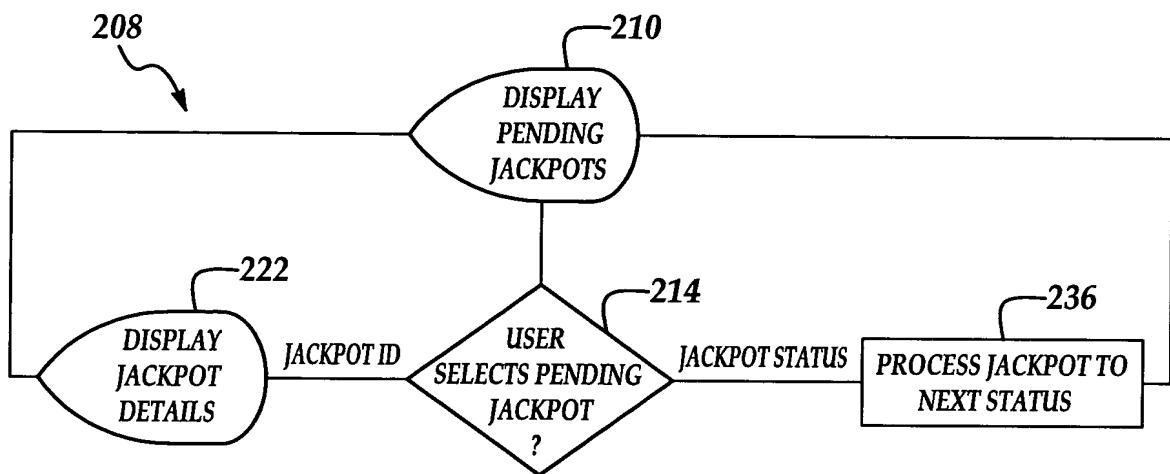 208
210
DISPLAY
PENDING
JACKPOTS
222
214
236
DISPLAY
JACKPOT
DETAILS
JACKPOT ID
USER
SELECTS PENDING
JACKPOT
?
JACKPOT STATUS
PROCESS JACKPOT TO
NEXT STATUS